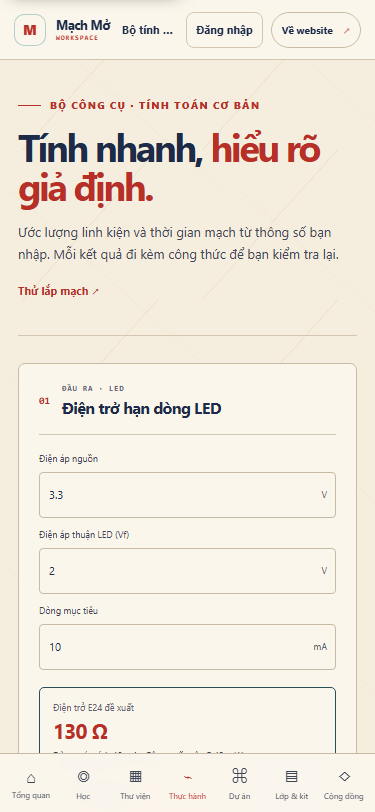 M
Mạch Mở
WORKSPACE
Bộ tính ...
Đăng nhập
Về website ↗
BỘ CÔNG CỤ · TÍNH TOÁN CƠ BẢN
Tính nhanh, hiểu rõ
giả định.
Ước lượng linh kiện và thời gian mạch từ thông số bạn
nhập. Mỗi kết quả đi kèm công thức để bạn kiểm tra lại.
Thử lắp mạch ↗
01
ĐẦU RA · LED
Điện trở hạn dòng LED
Điện áp nguồn
3.3 V
Điện áp thuận LED (Vf)
2 V
Dòng mục tiêu
10 mA
Điện trở E24 đề xuất
130 Ω
Tổng quan
Học
Thư viện
Thực hành
Dự án
Lớp & kit
Cộng đồng